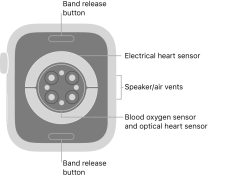 Band release
button
Electrical heart sensor
Speaker/air vents
Blood oxygen sensor
and optical heart sensor
Band release
button